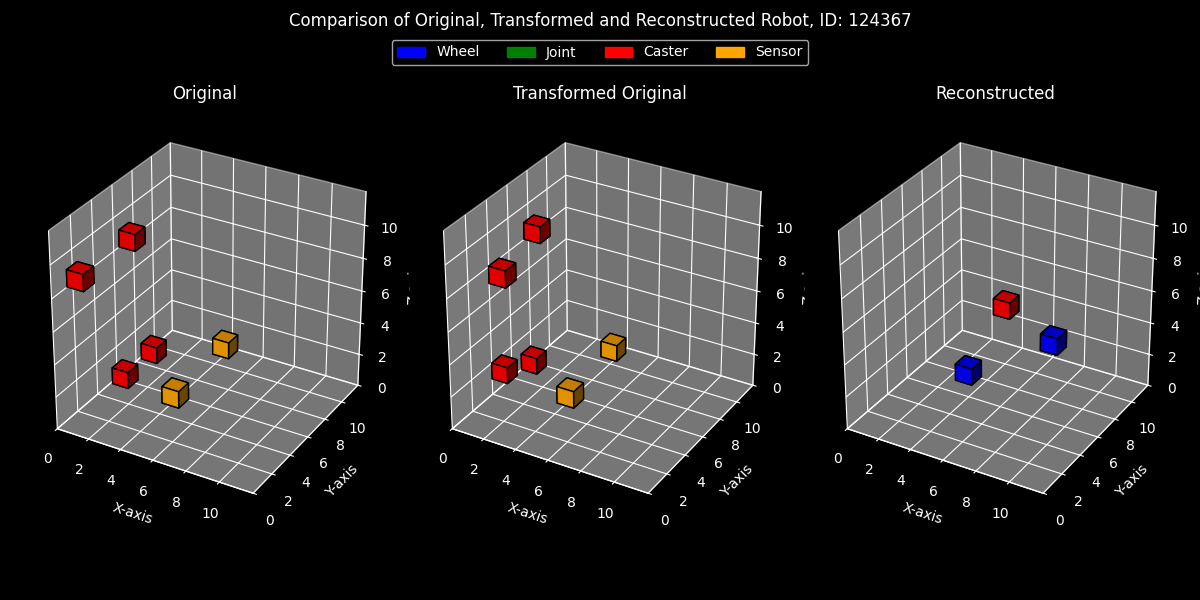 Comparison of Original, Transformed and Reconstructed Robot, ID: 124367
Wheel Joint Caster Sensor
Original Transformed Original Reconstructed
10
8
6
4
2
0
0 2 4 6 8 10
X-axis
0 2 4 6 8 10
Y-axis
10
8
6
4
2
0
0 2 4 6 8 10
X-axis
0 2 4 6 8 10
Y-axis
10
8
6
4
2
0
0 2 4 6 8 10
X-axis
0 2 4 6 8 10
Y-axis